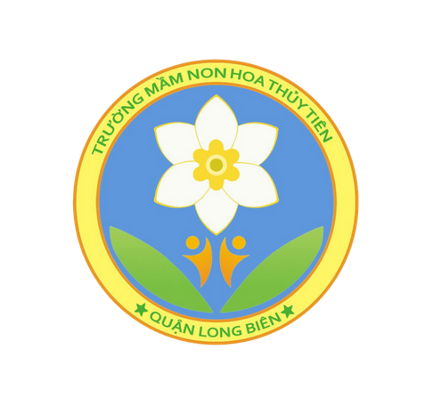 TRƯỜNG MẦM NON HOA THỦY TIÊN
QUẬN LONG BIÊN